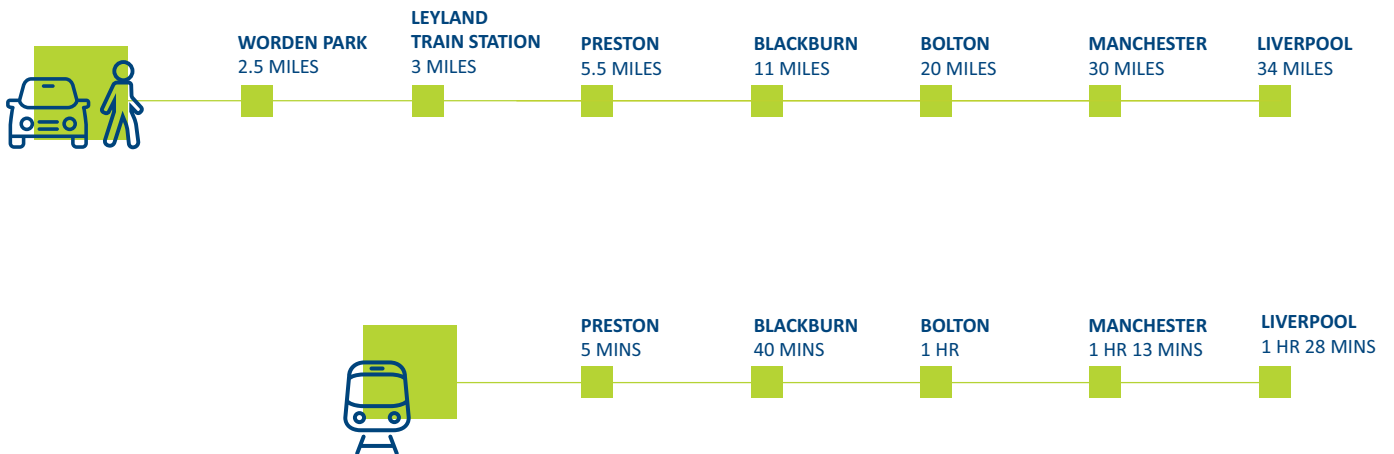 WORDEN PARK
2.5 MILES
LEYLAND
TRAIN STATION
3 MILES
PRESTON
5.5 MILES
BLACKBURN
11 MILES
BOLTON
20 MILES
MANCHESTER
30 MILES
LIVERPOOL
34 MILES
PRESTON
5 MINS
BLACKBURN
40 MINS
BOLTON
1 HR
MANCHESTER
1 HR 13 MINS
LIVERPOOL
1 HR 28 MINS